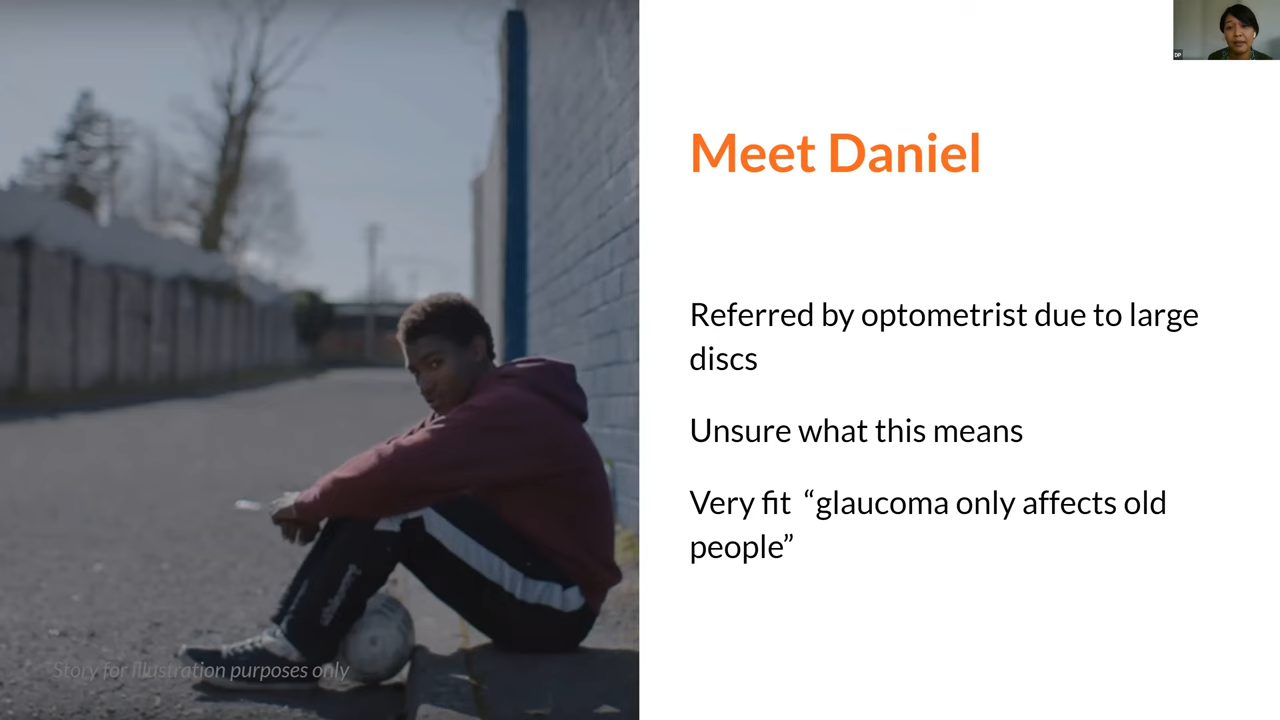 DP
Meet Daniel
Referred by optometrist due to large
discs
Unsure what this means
Very fit “glaucoma only affects old
people”
Story for illustration purposes only